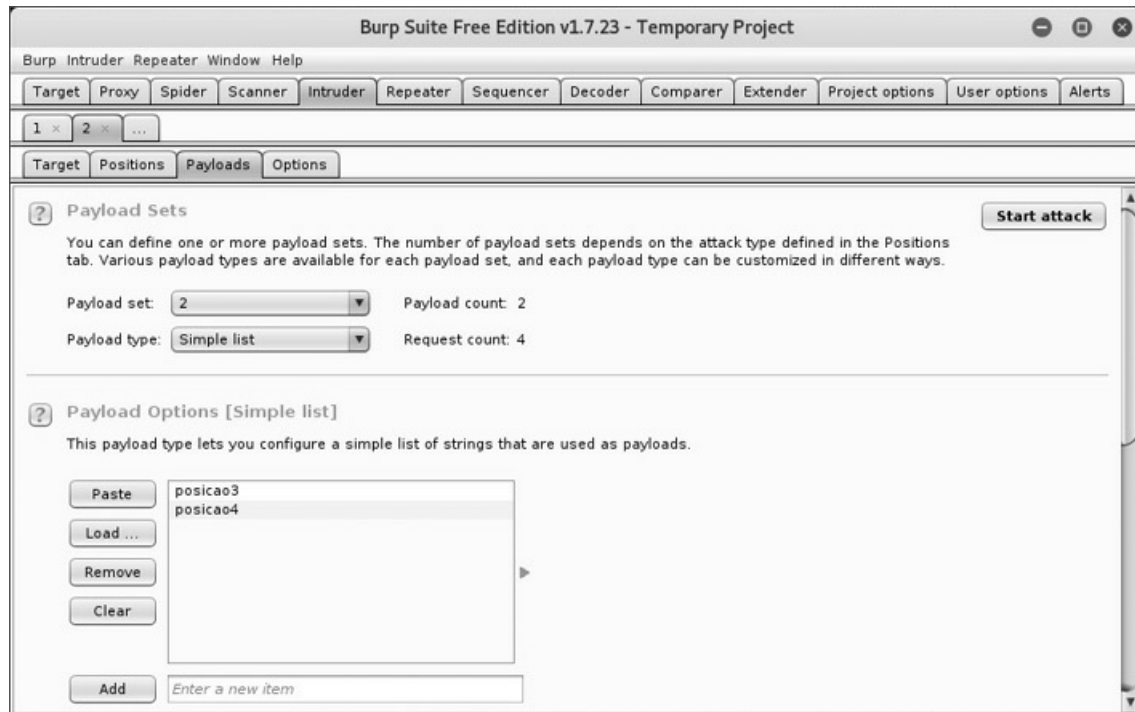 Burp Suite Free Edition v1.7.23 - Temporary Project
Burp Intruder Repeater Window Help
Target Proxy Spider Scanner Intruder Repeater Sequencer Decoder Comparer Extender Project options User options Alerts
1 × 2 × ...
Target Positions Payloads Options
? Payload Sets
Start attack
You can define one or more payload sets. The number of payload sets depends on the attack type defined in the Positions
tab. Various payload types are available for each payload set, and each payload type can be customized in different ways.
Payload set: 2 Payload count: 2
Payload type: Simple list Request count: 4
? Payload Options [Simple list]
This payload type lets you configure a simple list of strings that are used as payloads.
Paste
Load ...
Remove
Clear
posicao3
posicao4
Add Enter a new item